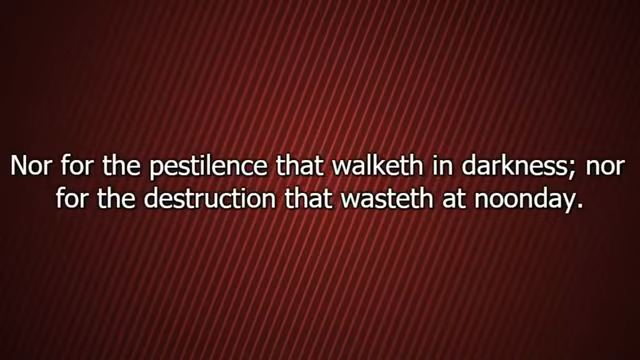 Nor for the pestilence that walketh in darkness; nor
for the destruction that wasteth at noonday.